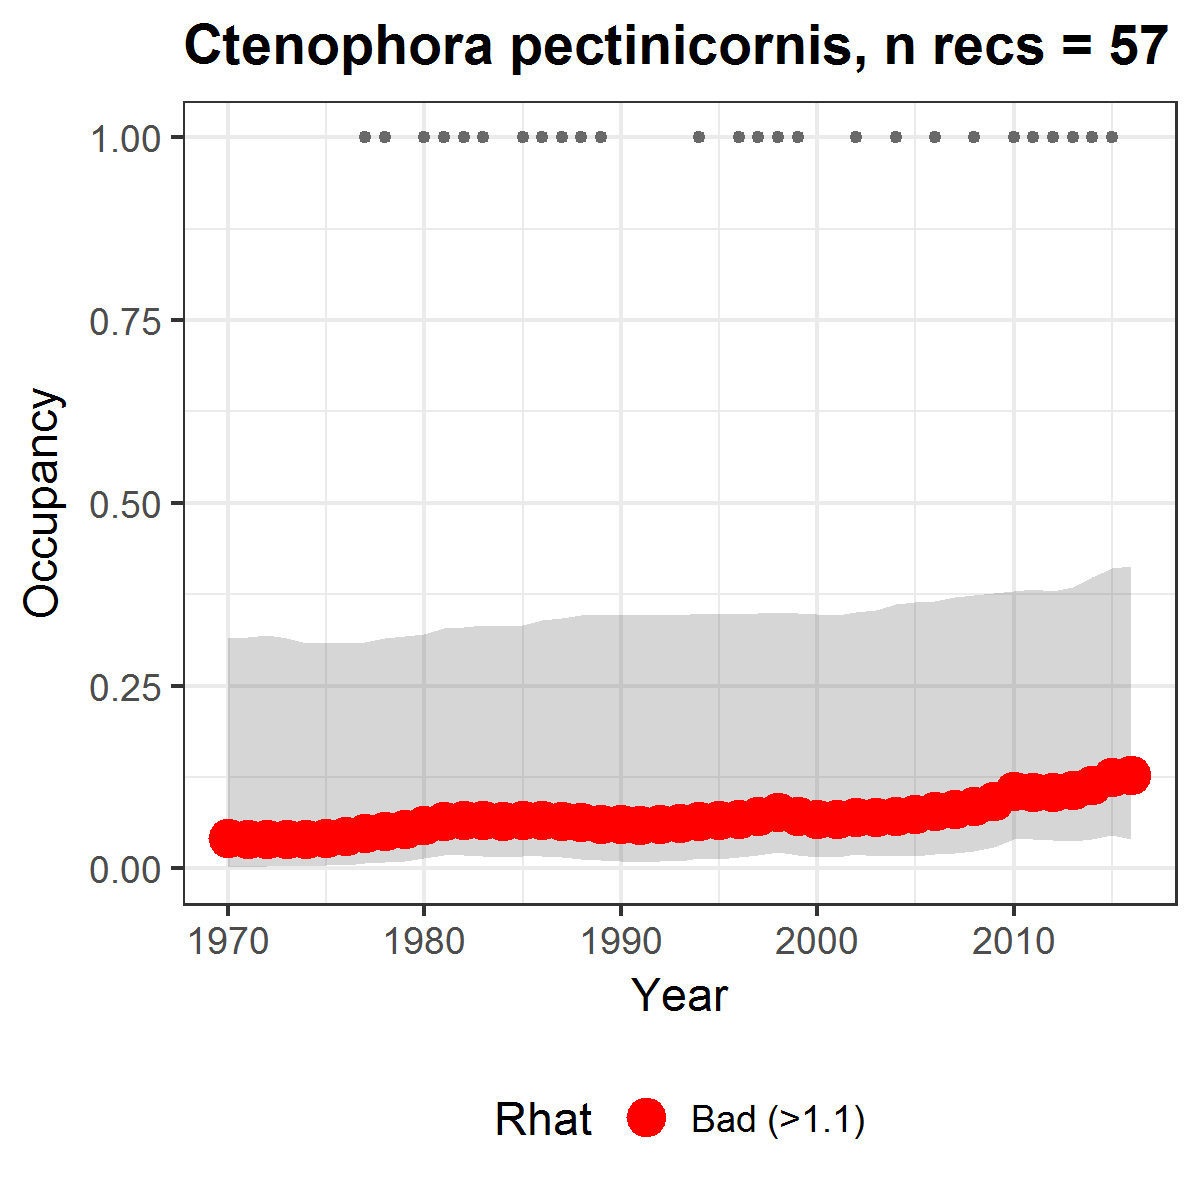 Ctenophora pectinicornis, n recs = 57
1.00
0.75
0.50
0.25
0.00
Occupancy
1970 1980 1990 2000 2010
Year
Rhat Bad (>1.1)